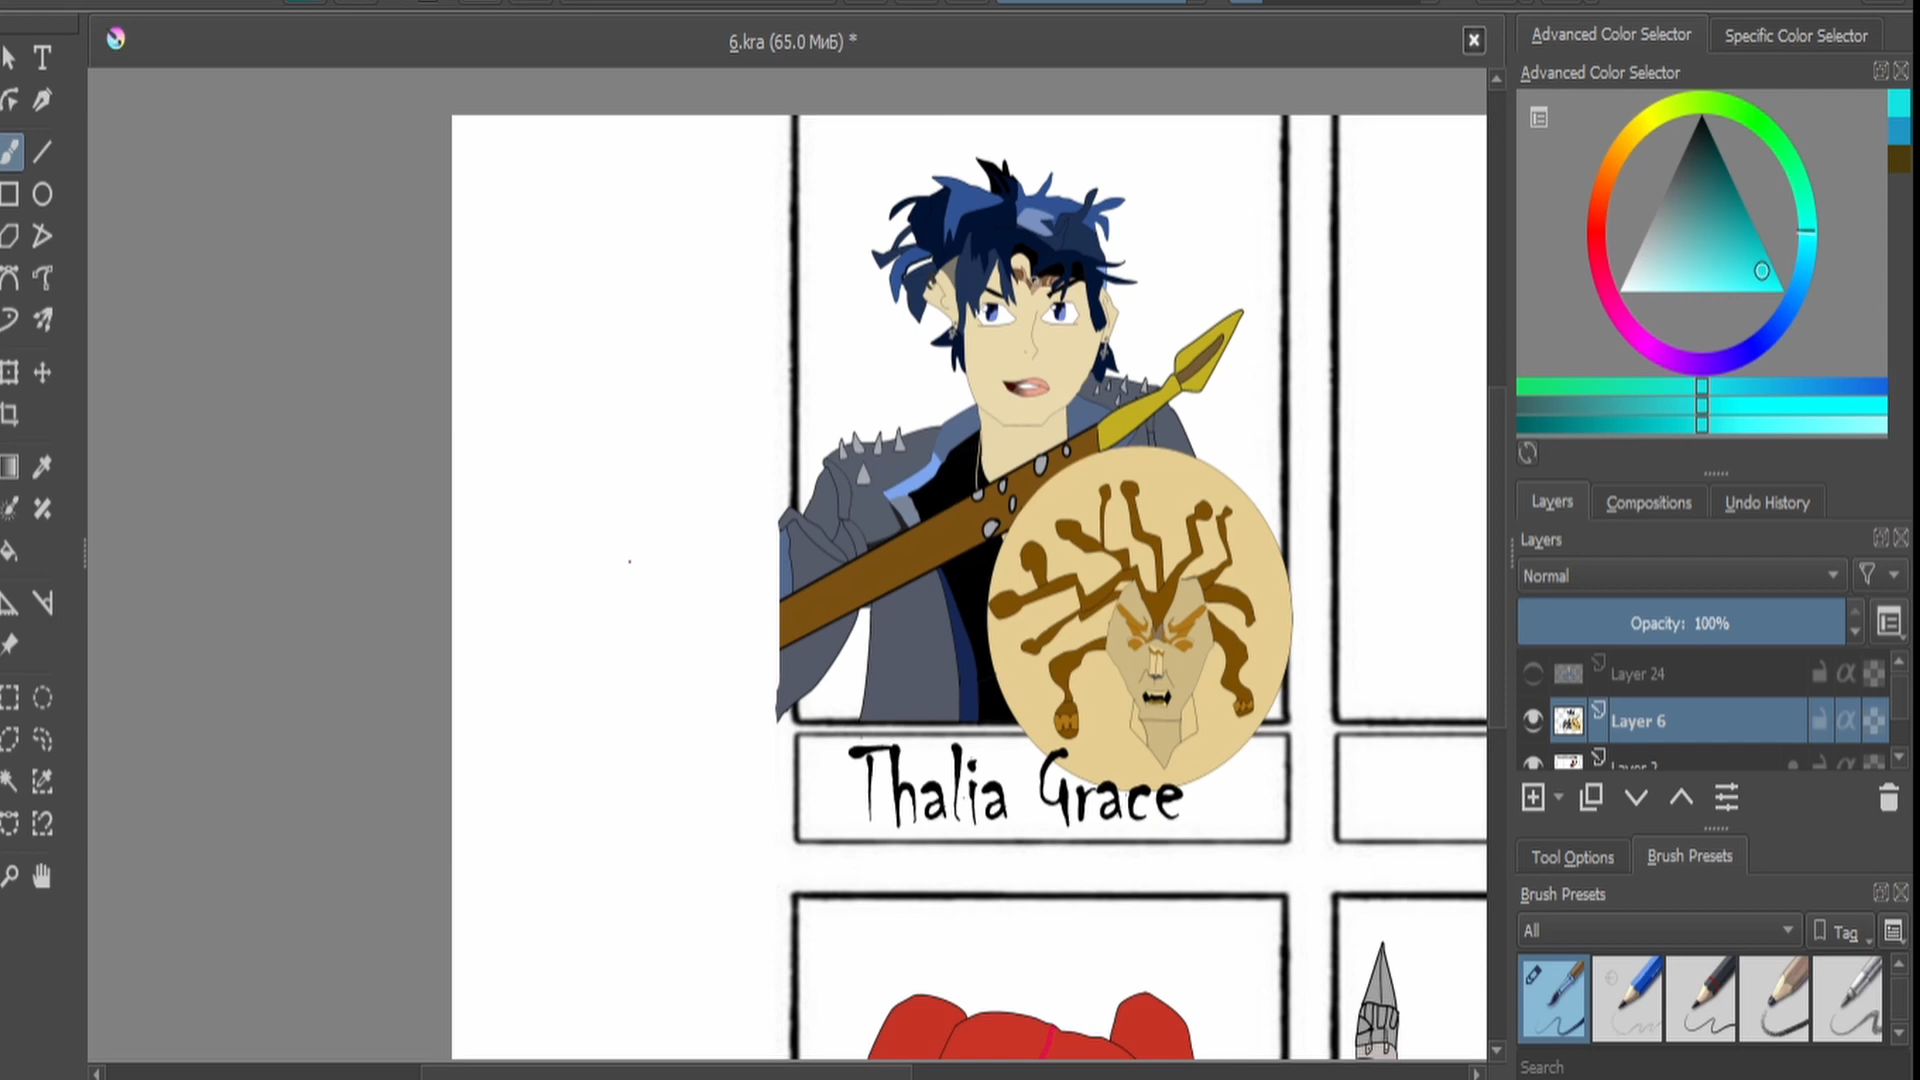 6.kra (65.0 МиБ) *
Advanced Color Selector
Specific Color Selector
Advanced Color Selector
Layers
Compositions
Undo History
Layers
Normal
Opacity: 100%
Layer 24
Layer 6
Thalia Grace
Tool Options
Brush Presets
Brush Presets
All
Tag
Search